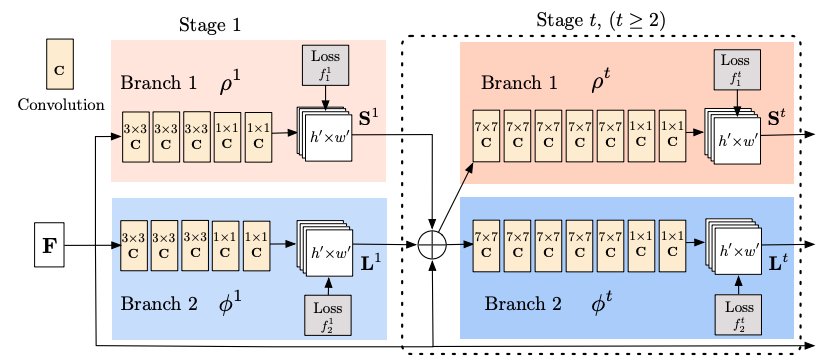 Stage 1
Stage t, (t ≥ 2)
C
Convolution
Branch 1 ρ¹
Loss
f₁¹
3×3 C 3×3 C 3×3 C 1×1 C 1×1 C
h′×w′
S¹
Branch 1 ρᵗ
Loss
f₁ᵗ
7×7 C 7×7 C 7×7 C 7×7 C 7×7 C 1×1 C 1×1 C
h′×w′
Sᵗ
F
3×3 C 3×3 C 3×3 C 1×1 C 1×1 C
h′×w′
L¹
Branch 2 ϕ¹
Loss
f₂¹
7×7 C 7×7 C 7×7 C 7×7 C 7×7 C 1×1 C 1×1 C
h′×w′
Lᵗ
Branch 2 ϕᵗ
Loss
f₂ᵗ